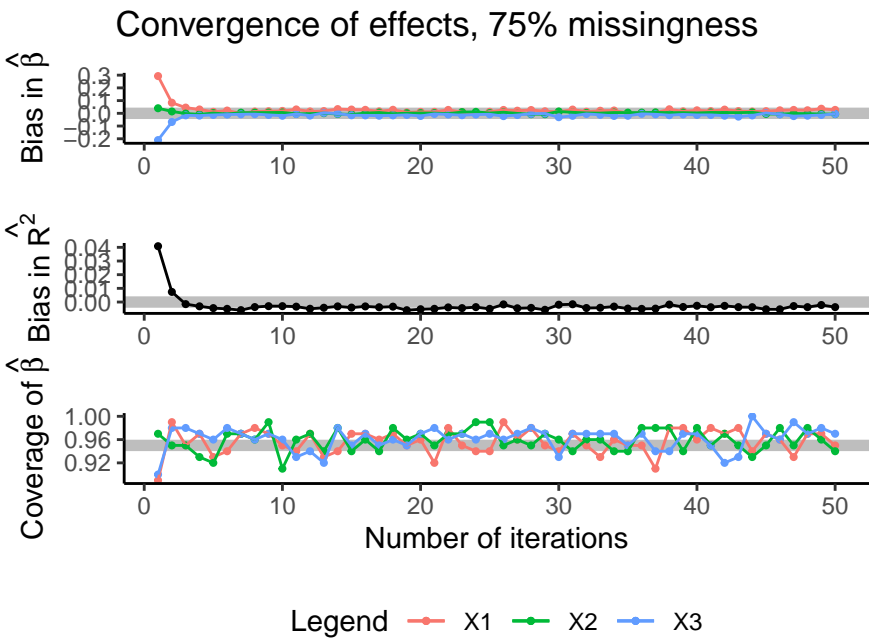 Convergence of effects, 75% missingness
Bias in β̂
0.3
0.2
0.1
0.0
−0.1
−0.2
0 10 20 30 40 50
Bias in R̂²
0.04
0.03
0.02
0.01
0.00
0 10 20 30 40 50
Coverage of β̂
1.00
0.96
0.92
0 10 20 30 40 50
Number of iterations
Legend X1 X2 X3